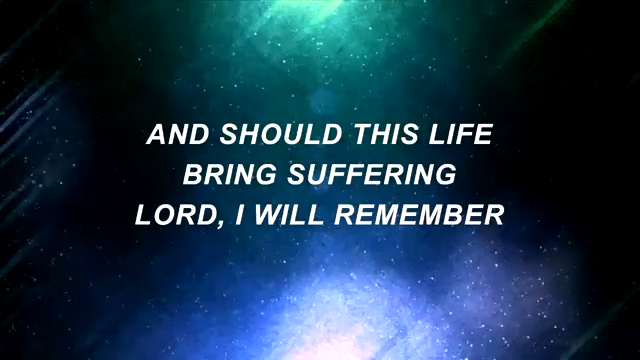 AND SHOULD THIS LIFE
BRING SUFFERING
LORD, I WILL REMEMBER